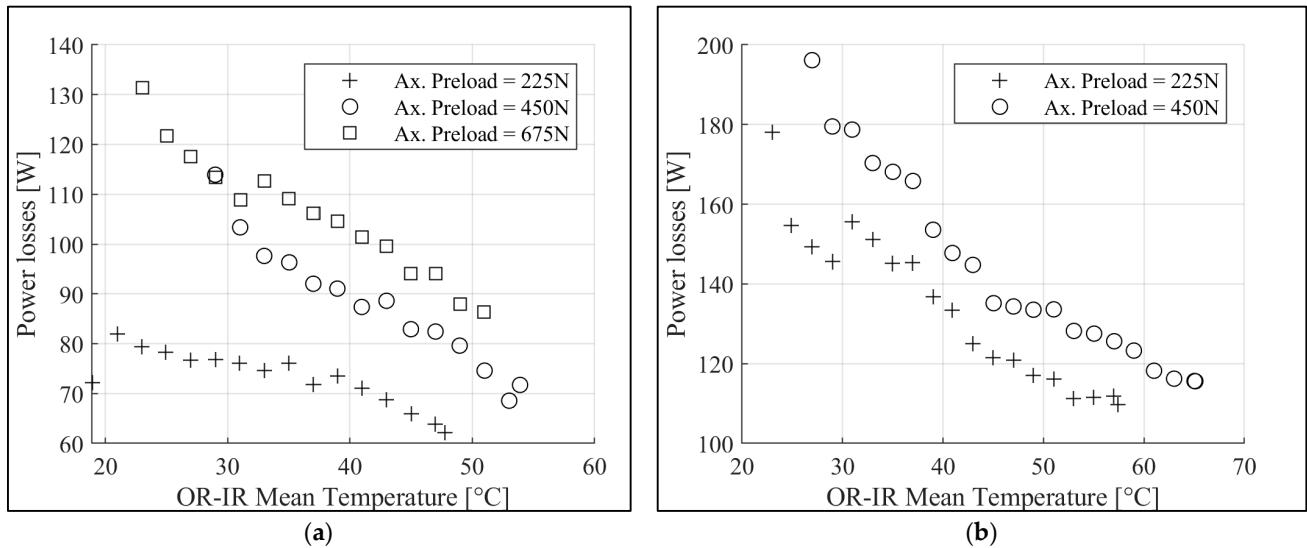 140
130
120
110
100
90
80
70
60
Power losses [W]
Ax. Preload = 225N
Ax. Preload = 450N
Ax. Preload = 675N
20 30 40 50 60
OR-IR Mean Temperature [°C]
(a)
200
180
160
140
120
100
Power losses [W]
Ax. Preload = 225N
Ax. Preload = 450N
20 30 40 50 60 70
OR-IR Mean Temperature [°C]
(b)